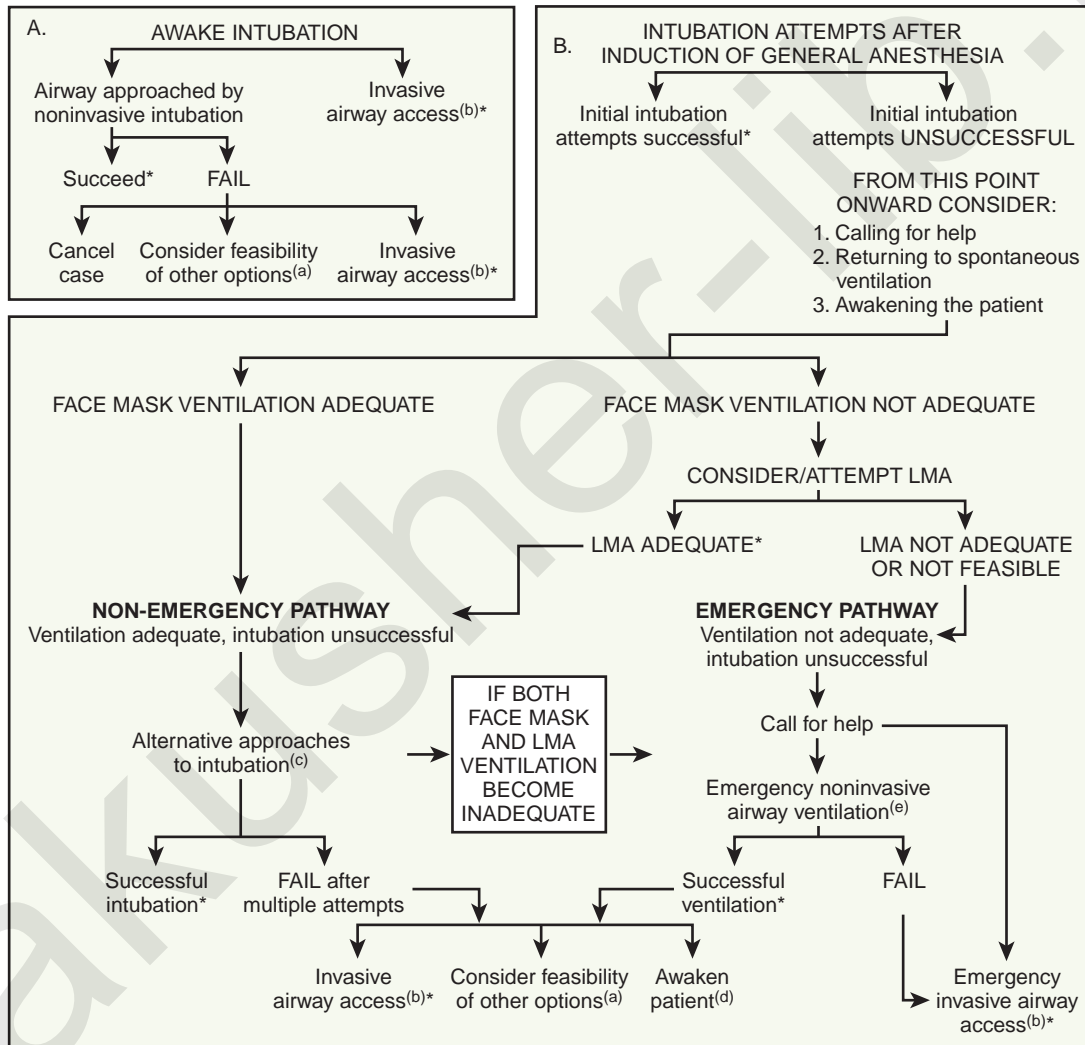 A.
AWAKE INTUBATION
Airway approached by
noninvasive intubation
Invasive
airway access(b)*
Succeed*
FAIL
Cancel
case
Consider feasibility
of other options(a)
Invasive
airway access(b)*
B.
INTUBATION ATTEMPTS AFTER
INDUCTION OF GENERAL ANESTHESIA
Initial intubation
attempts successful*
Initial intubation
attempts UNSUCCESSFUL
FROM THIS POINT
ONWARD CONSIDER:
1. Calling for help
2. Returning to spontaneous
ventilation
3. Awakening the patient
FACE MASK VENTILATION ADEQUATE
FACE MASK VENTILATION NOT ADEQUATE
CONSIDER/ATTEMPT LMA
LMA ADEQUATE*
LMA NOT ADEQUATE
OR NOT FEASIBLE
NON-EMERGENCY PATHWAY
Ventilation adequate, intubation unsuccessful
EMERGENCY PATHWAY
Ventilation not adequate,
intubation unsuccessful
IF BOTH
FACE MASK
AND LMA
VENTILATION
BECOME
INADEQUATE
Call for help
Alternative approaches
to intubation(c)
Emergency noninvasive
airway ventilation(e)
Successful
intubation*
FAIL after
multiple attempts
Successful
ventilation*
FAIL
Invasive
airway access(b)*
Consider feasibility
of other options(a)
Awaken
patient(d)
Emergency
invasive airway
access(b)*
akusher-lib.